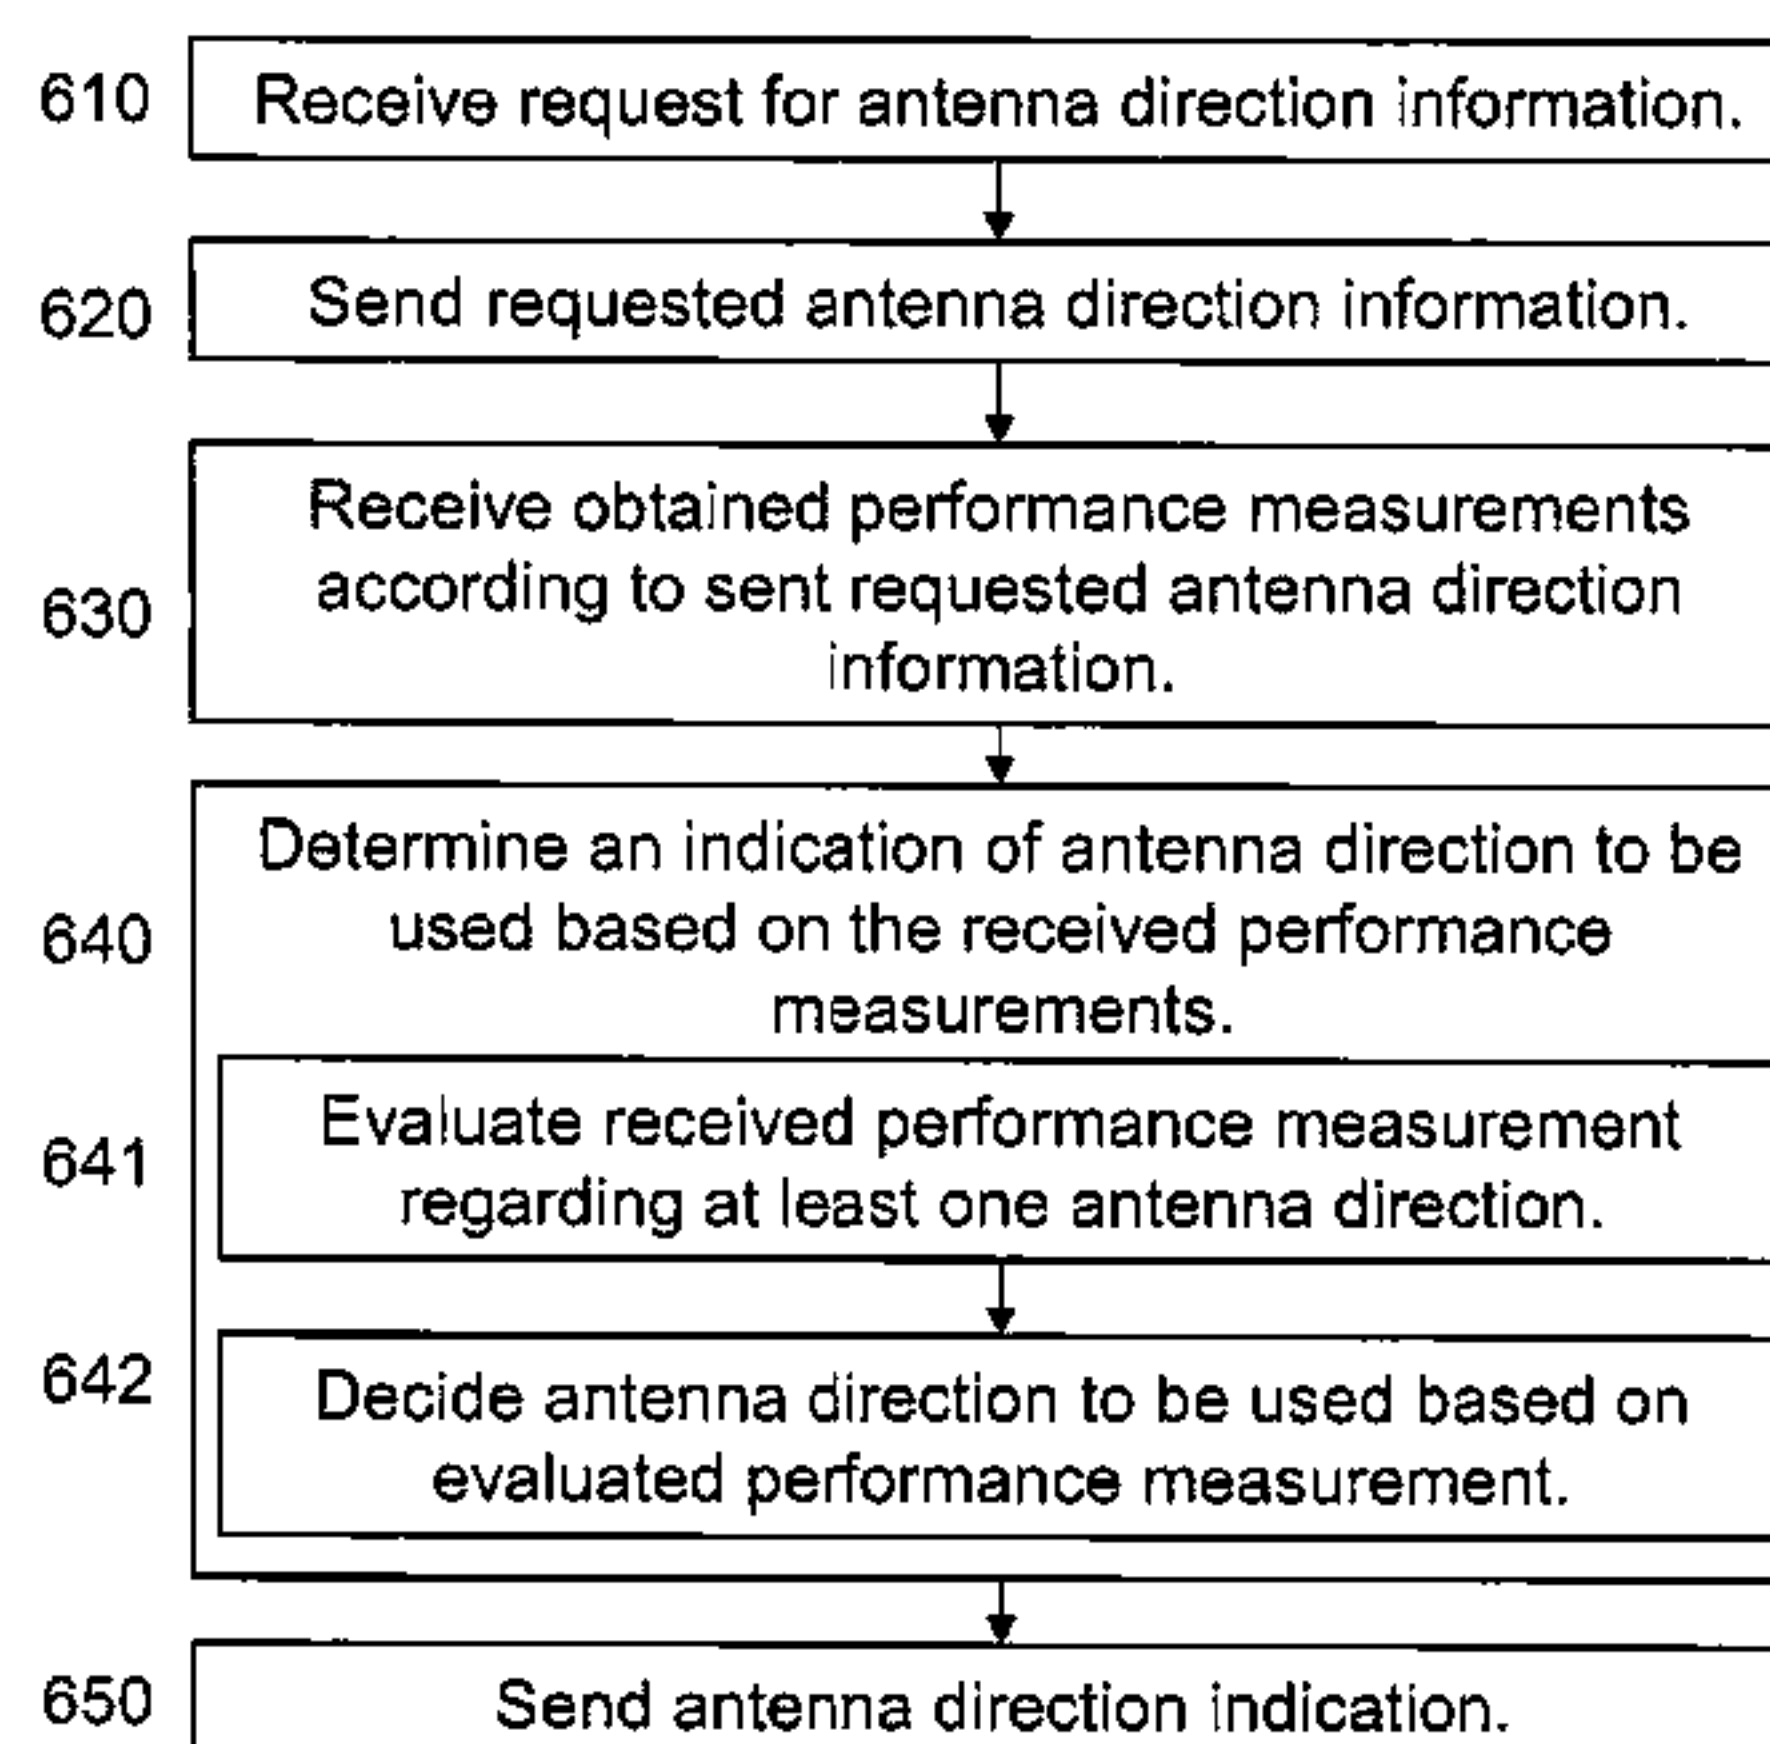 610 Receive request for antenna direction information.
620 Send requested antenna direction information.
Receive obtained performance measurements
630 according to sent requested antenna direction
information.
Determine an indication of antenna direction to be
640 used based on the received performance
measurements.
Evaluate received performance measurement
641 regarding at least one antenna direction.
642 Decide antenna direction to be used based on
evaluated performance measurement.
650 Send antenna direction indication.